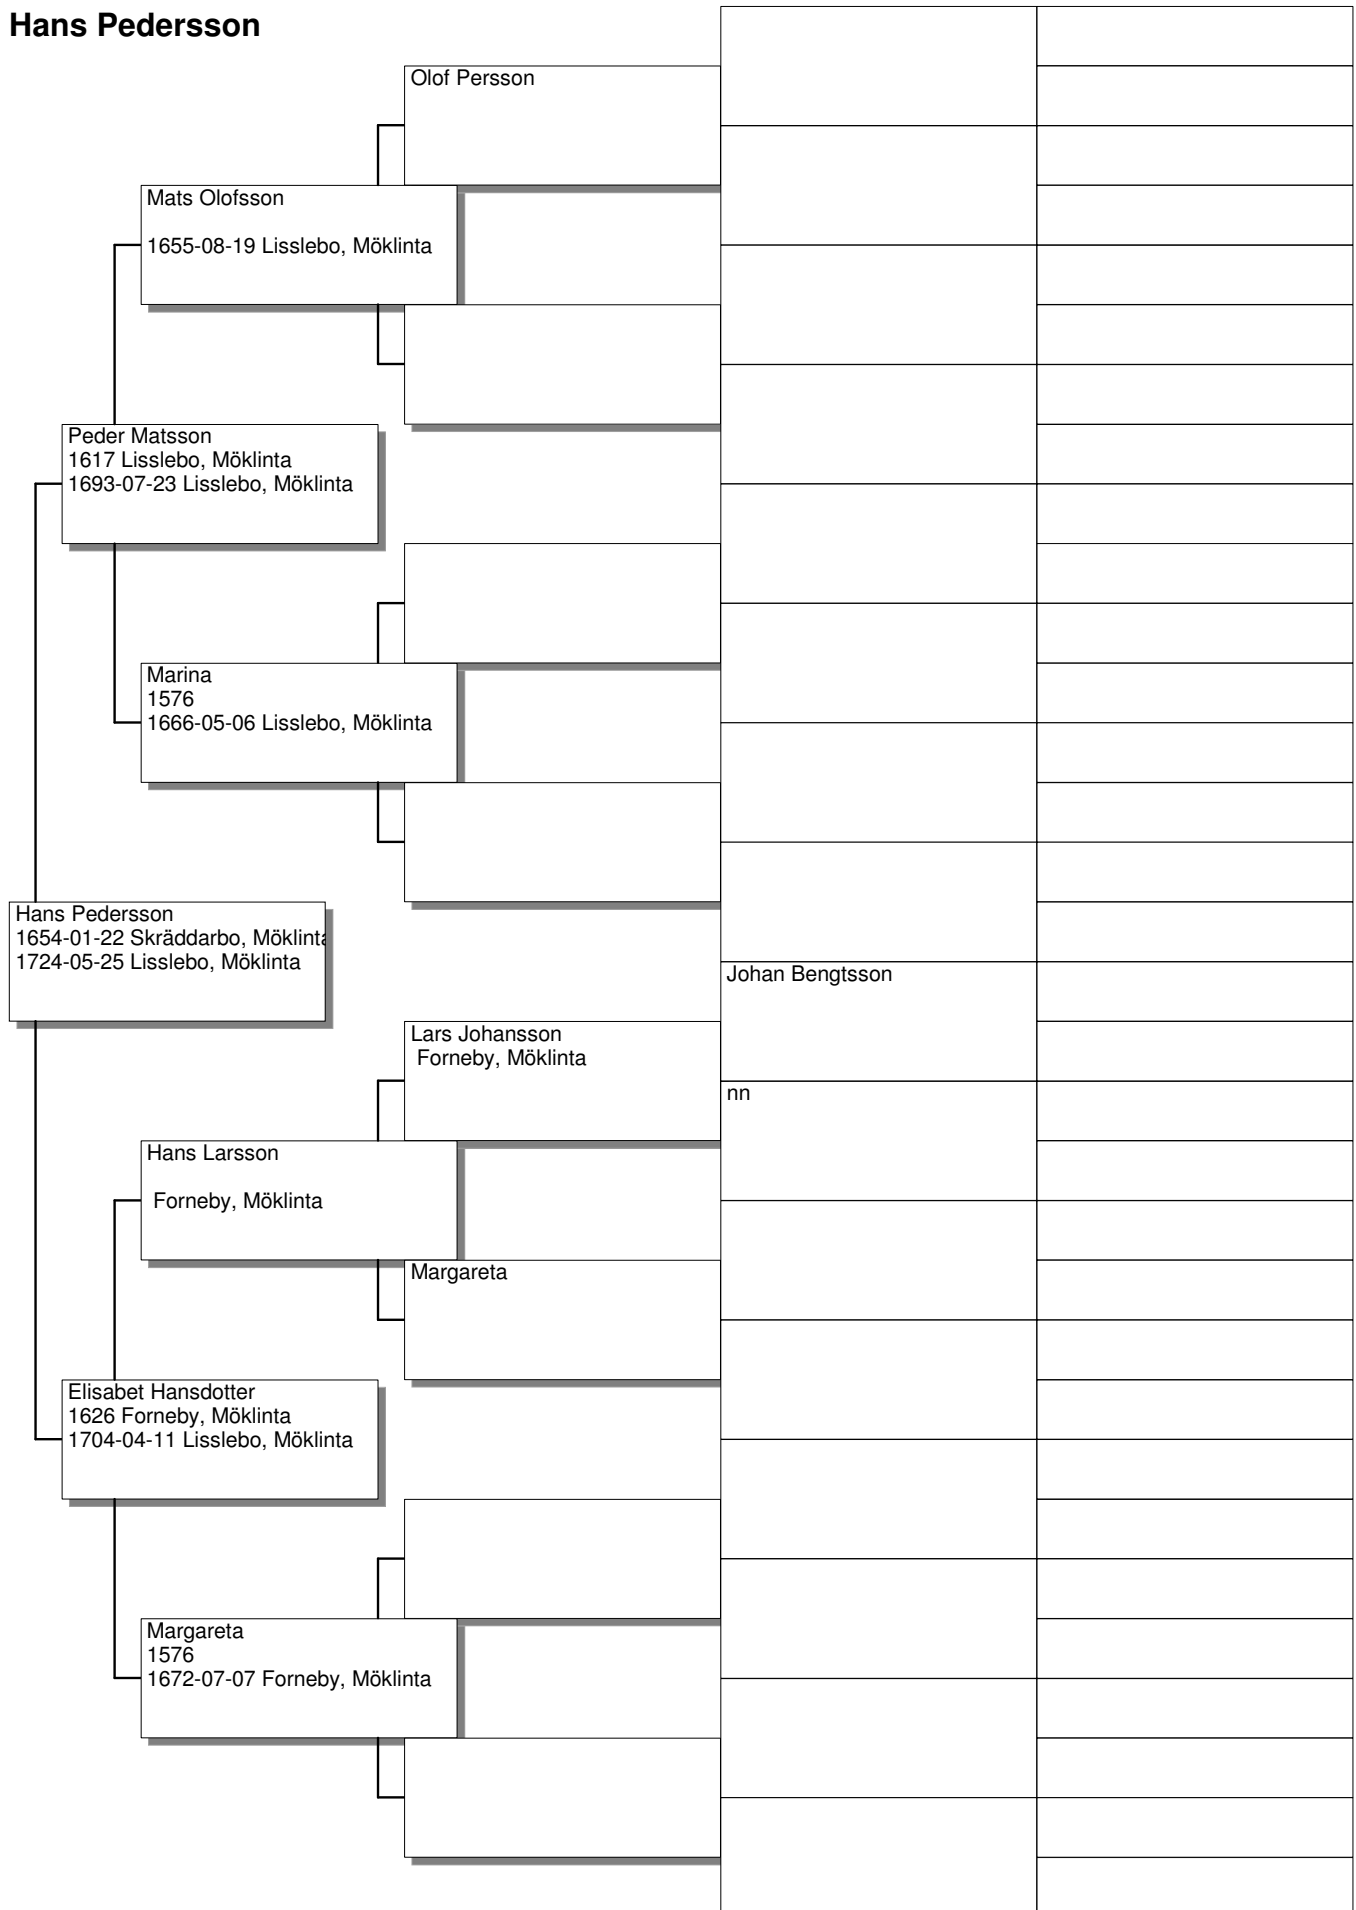 Hans Pedersson
Olof Persson
Mats Olofsson
1655-08-19 Lisslebo, Möklinta
Peder Matsson
1617 Lisslebo, Möklinta
1693-07-23 Lisslebo, Möklinta
Marina
1576
1666-05-06 Lisslebo, Möklinta
Hans Pedersson
1654-01-22 Skräddarbo, Möklinta
1724-05-25 Lisslebo, Möklinta
Johan Bengtsson
Lars Johansson
Forneby, Möklinta
nn
Hans Larsson
Forneby, Möklinta
Margareta
Elisabet Hansdotter
1626 Forneby, Möklinta
1704-04-11 Lisslebo, Möklinta
Margareta
1576
1672-07-07 Forneby, Möklinta